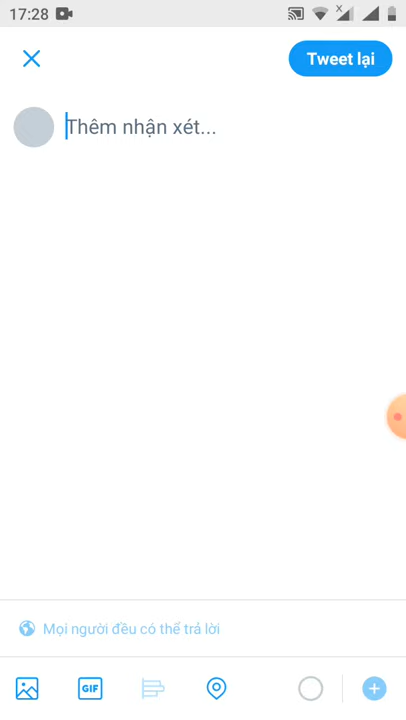 17:28
Tweet lại
Thêm nhận xét...
Mọi người đều có thể trả lời
GIF